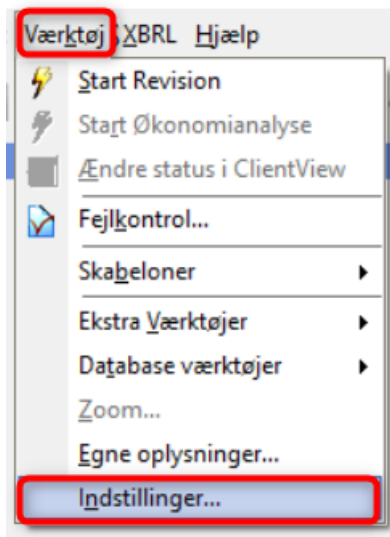 Værktøj XBRL Hjælp
Start Revision
Start Økonomianalyse
Ændre status i ClientView
Fejlkontrol...
Skabeloner
Ekstra Værktøjer
Database værktøjer
Zoom...
Egne oplysninger...
Indstillinger...